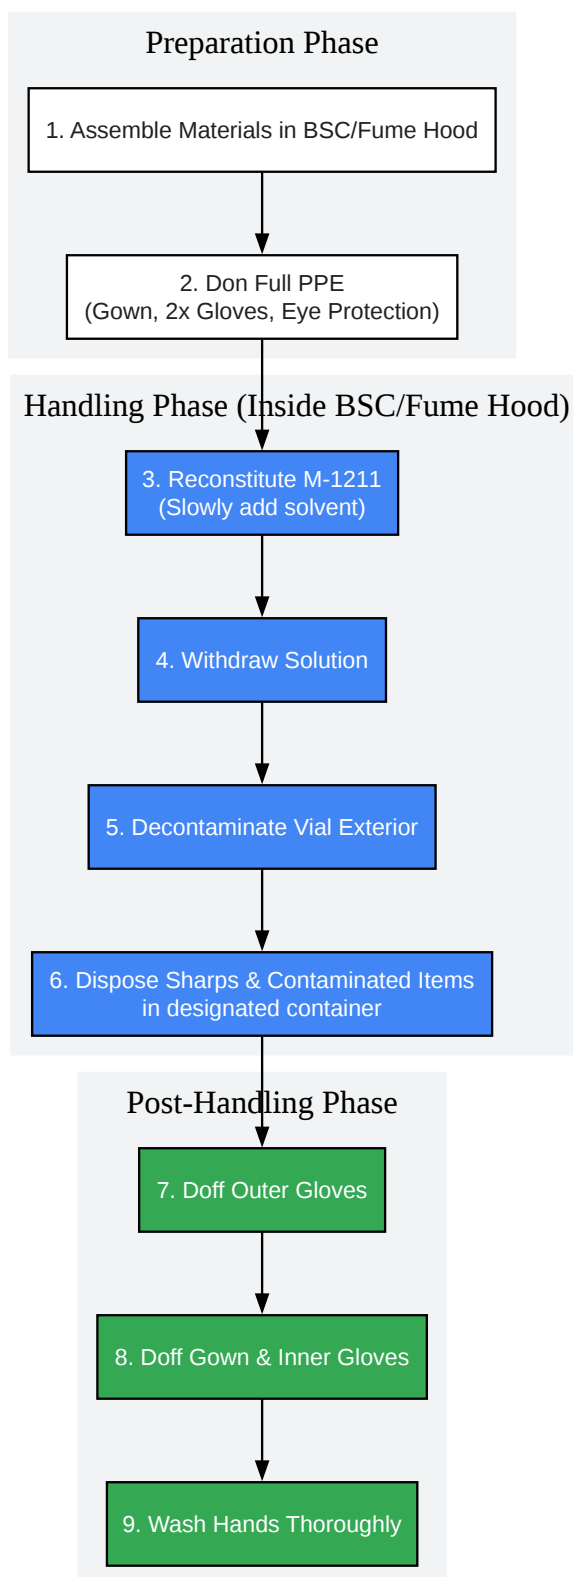 Preparation Phase
1. Assemble Materials in BSC/Fume Hood
2. Don Full PPE
(Gown, 2x Gloves, Eye Protection)
Handling Phase (Inside BSC/Fume Hood)
3. Reconstitute M-1211
(Slowly add solvent)
4. Withdraw Solution
5. Decontaminate Vial Exterior
6. Dispose Sharps & Contaminated Items
in designated container
Post-Handling Phase
7. Doff Outer Gloves
8. Doff Gown & Inner Gloves
9. Wash Hands Thoroughly